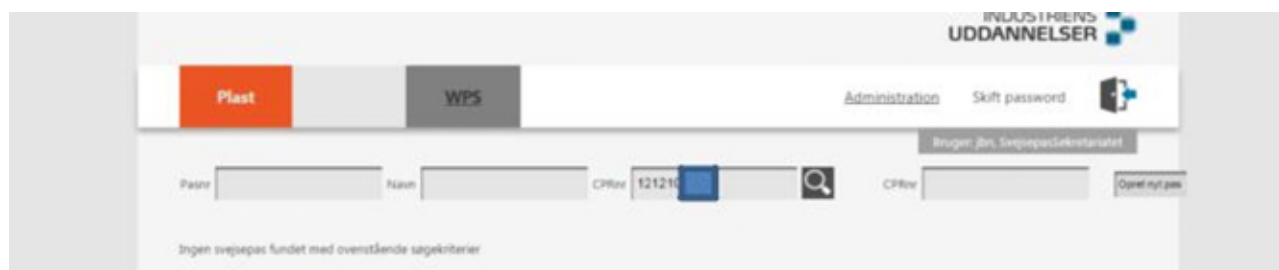 INDUSTRIENS
UDDANNELSER
Plast
WPS
Administration
Skift password
Bruger: jbn, SvejsepasSekretariatet
Pasnr
Navn
CPRnr 12121
CPRnr
Opret nyt pas
Ingen svejsepas fundet med ovenstående søgekriterier